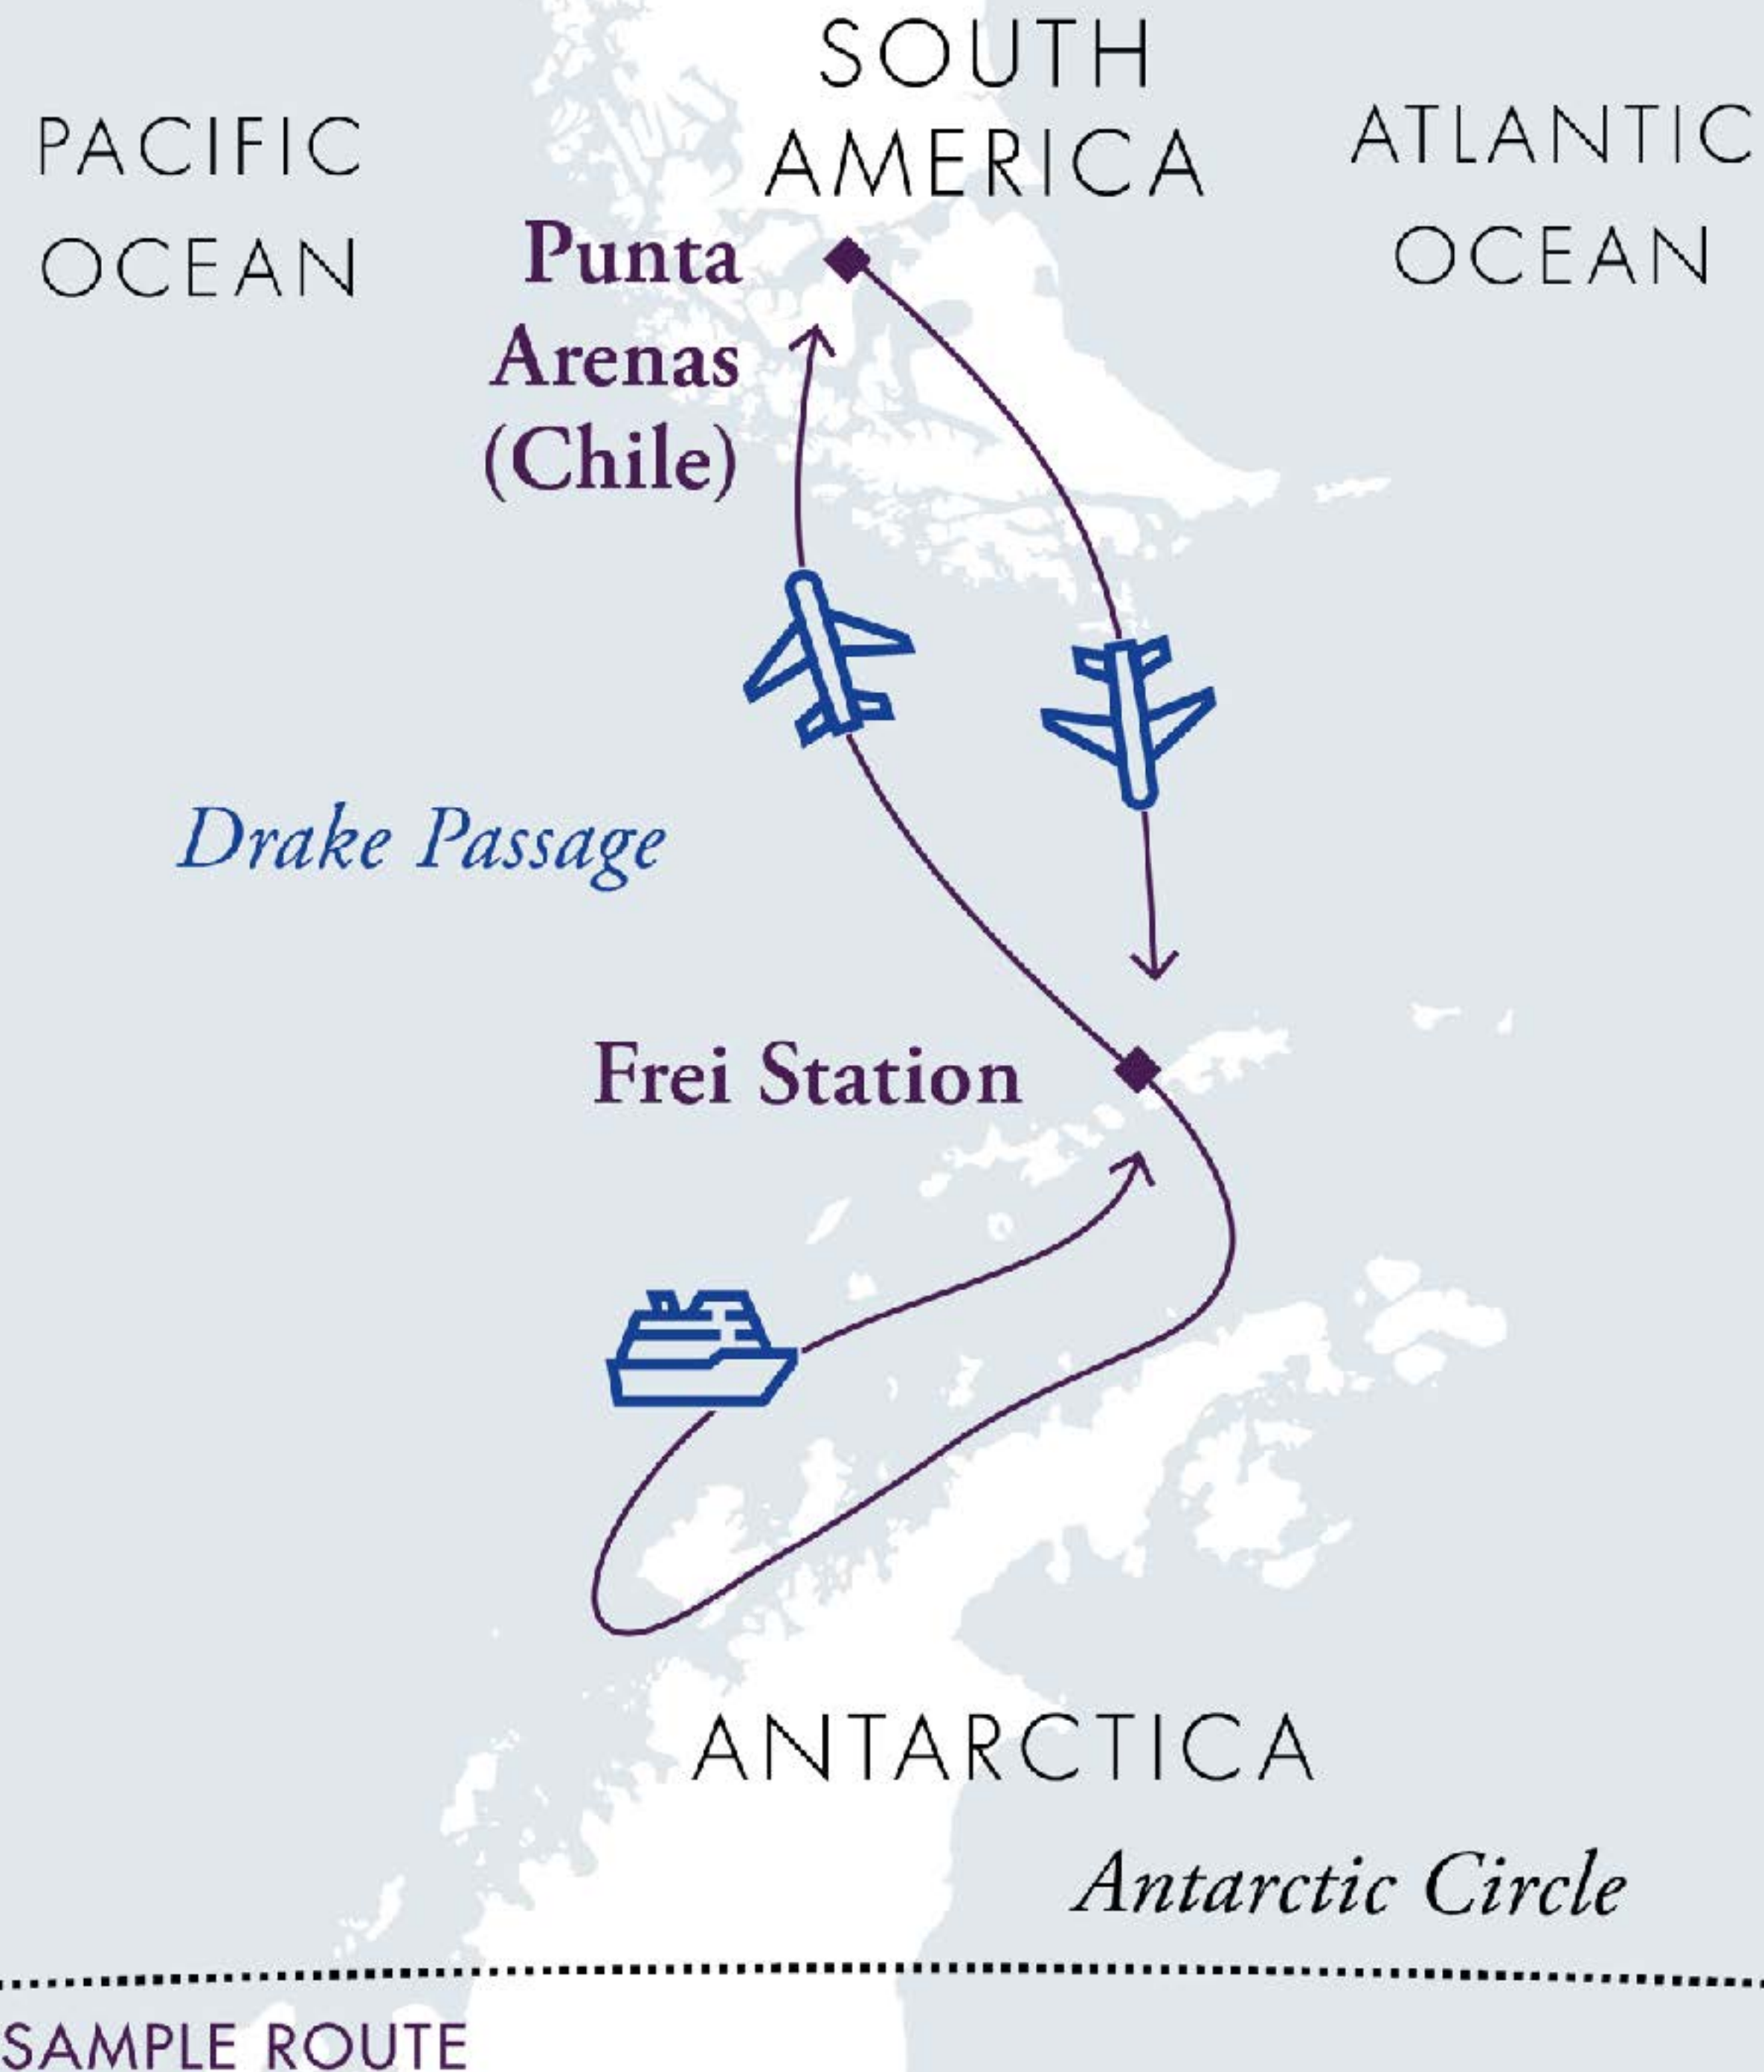 SOUTH
AMERICA
PACIFIC
OCEAN
ATLANTIC
OCEAN
Punta
Arenas
(Chile)
Drake Passage
Frei Station
ANTARCTICA
Antarctic Circle
SAMPLE ROUTE